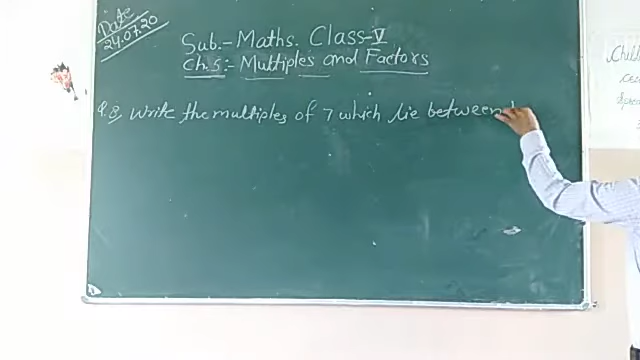 Date
24.07.20
Sub.- Maths. Class-V
Ch.5:- Multiples and Factors
Q.8. Write the multiples of 7 which lie between